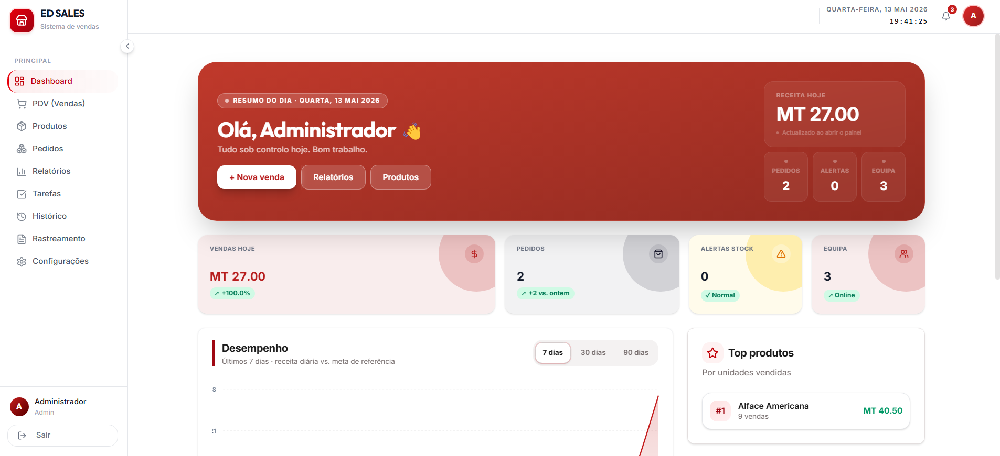 ED SALES
Sistema de vendas
QUARTA-FEIRA, 13 MAI 2026
19:41:25
3
A
PRINCIPAL
Dashboard
PDV (Vendas)
Produtos
Pedidos
Relatórios
Tarefas
Histórico
Rastreamento
Configurações
A
Administrador
Admin
Sair
RESUMO DO DIA · QUARTA, 13 MAI 2026
Olá, Administrador 👋
Tudo sob controlo hoje. Bom trabalho.
+ Nova venda
Relatórios
Produtos
RECEITA HOJE
MT 27.00
• Actualizado ao abrir o painel
PEDIDOS
2
ALERTAS
0
EQUIPA
3
VENDAS HOJE
MT 27.00
↗ +100.0%
PEDIDOS
2
↗ +2 vs. ontem
ALERTAS STOCK
0
✓ Normal
EQUIPA
3
↗ Online
Desempenho
Últimos 7 dias · receita diária vs. meta de referência
7 dias
30 dias
90 dias
8
21
Top produtos
Por unidades vendidas
#1
Alface Americana
9 vendas
MT 40.50